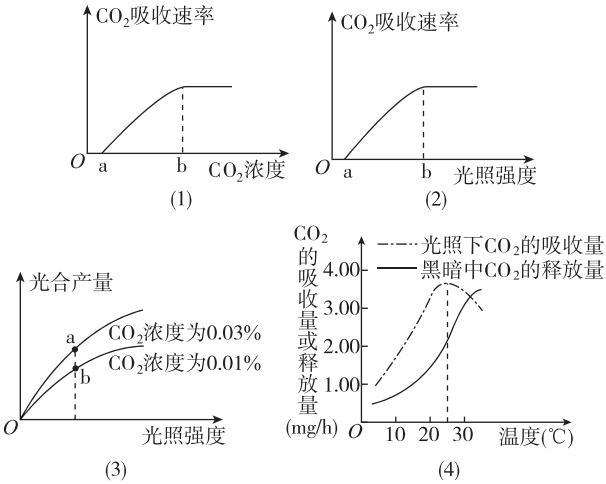 CO₂吸收速率
O a b CO₂浓度
(1)
CO₂吸收速率
O a b 光照强度
(2)
光合产量
a
CO₂浓度为0.03%
b
CO₂浓度为0.01%
O 光照强度
(3)
CO₂的吸收量或释放量(mg/h)
光照下CO₂的吸收量
黑暗中CO₂的释放量
4.00
3.00
2.00
1.00
0
O 10 20 30 温度(℃)
(4)